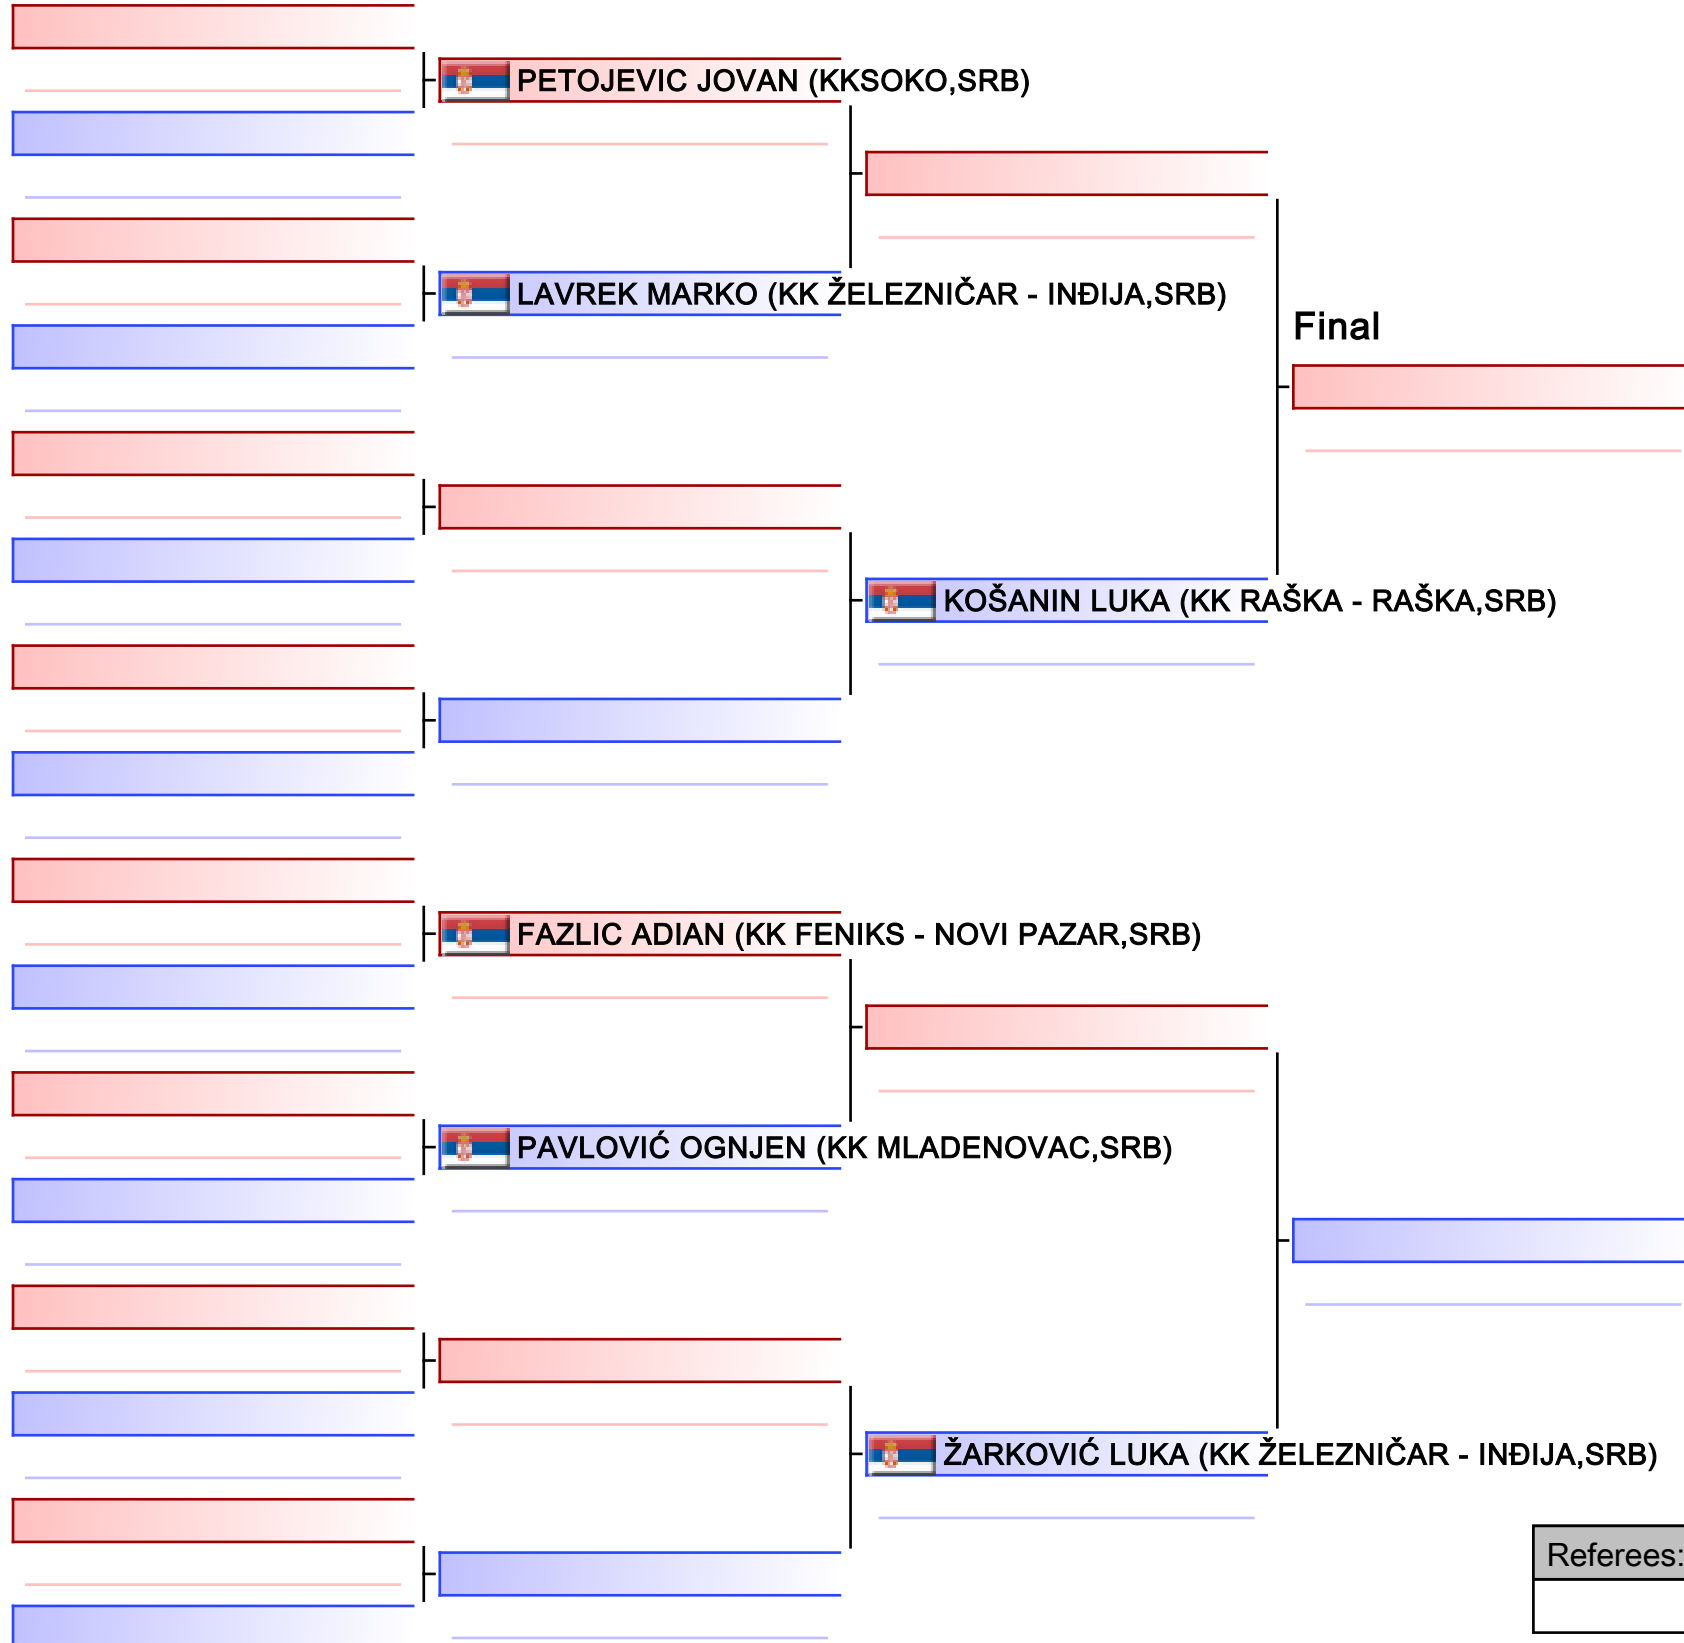 PETOJEVIC JOVAN (KKSOKO,SRB)
LAVREK MARKO (KK ŽELEZNIČAR - INĐIJA,SRB)
Final
KOŠANIN LUKA (KK RAŠKA - RAŠKA,SRB)
FAZLIC ADIAN (KK FENIKS - NOVI PAZAR,SRB)
PAVLOVIĆ OGNJEN (KK MLADENOVAC,SRB)
ŽARKOVIĆ LUKA (KK ŽELEZNIČAR - INĐIJA,SRB)
Referees: